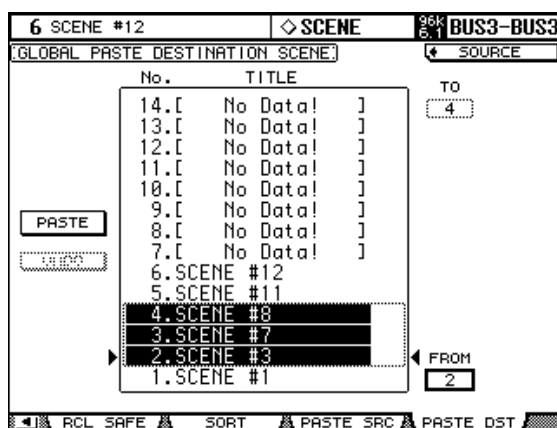 6 SCENE #12 ◇SCENE 96k 6.1 BUS3-BUS3
GLOBAL PASTE DESTINATION SCENE
SOURCE
No. TITLE
TO
4
14.[ No Data! ]
13.[ No Data! ]
12.[ No Data! ]
11.[ No Data! ]
10.[ No Data! ]
9.[ No Data! ]
8.[ No Data! ]
7.[ No Data! ]
6.SCENE #12
5.SCENE #11
4.SCENE #8
3.SCENE #7
2.SCENE #3
1.SCENE #1
PASTE
UNDO
FROM
2
RCL SAFE SORT PASTE SRC PASTE DST